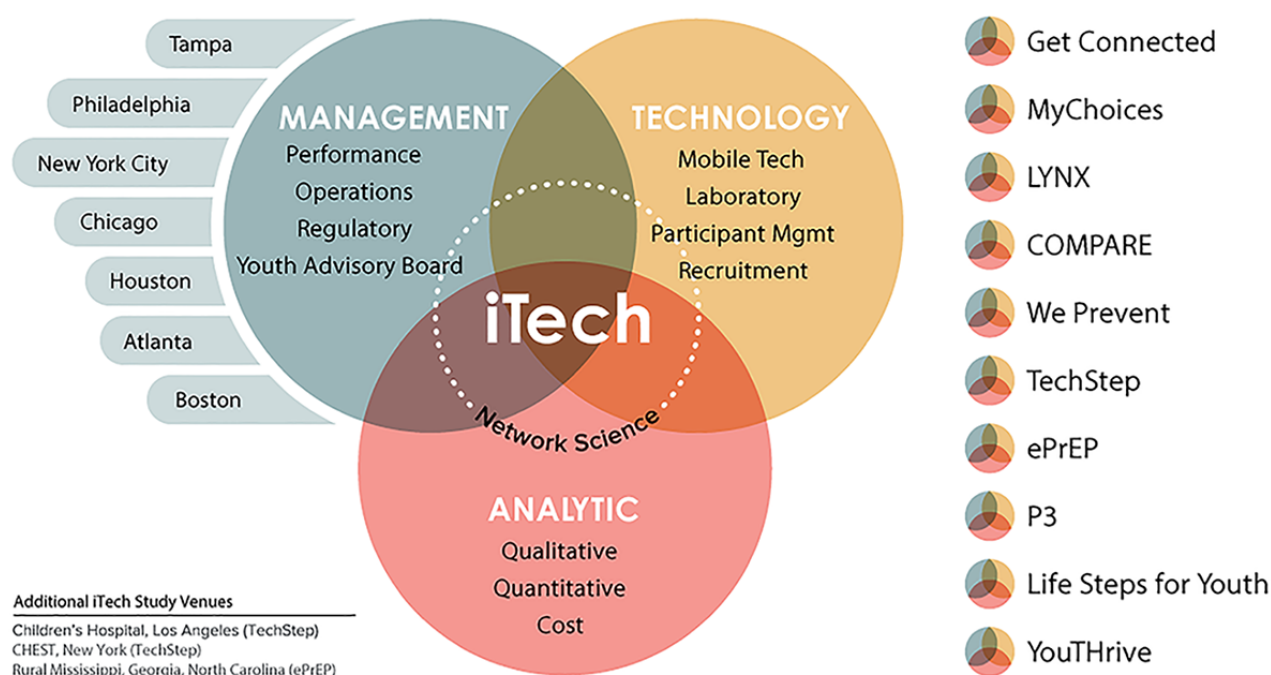 Tampa
Philadelphia
New York City
Chicago
Houston
Atlanta
Boston
MANAGEMENT
Performance
Operations
Regulatory
Youth Advisory Board
TECHNOLOGY
Mobile Tech
Laboratory
Participant Mgmt
Recruitment
iTech
Network Science
ANALYTIC
Qualitative
Quantitative
Cost
Additional iTech Study Venues
Children's Hospital, Los Angeles (TechStep)
CHEST, New York (TechStep)
Rural Mississippi, Georgia, North Carolina (ePrEP)
Get Connected
MyChoices
LYNX
COMPARE
We Prevent
TechStep
ePrEP
P3
Life Steps for Youth
YouTHrive